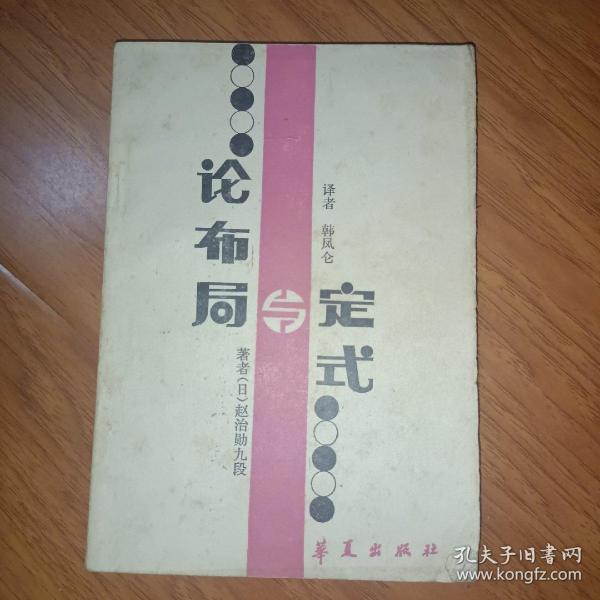 论布局
与
定式
译者 韩凤仑
著者(日)赵治勋九段
华夏出版社
孔夫子旧书网
www.kongfz.com